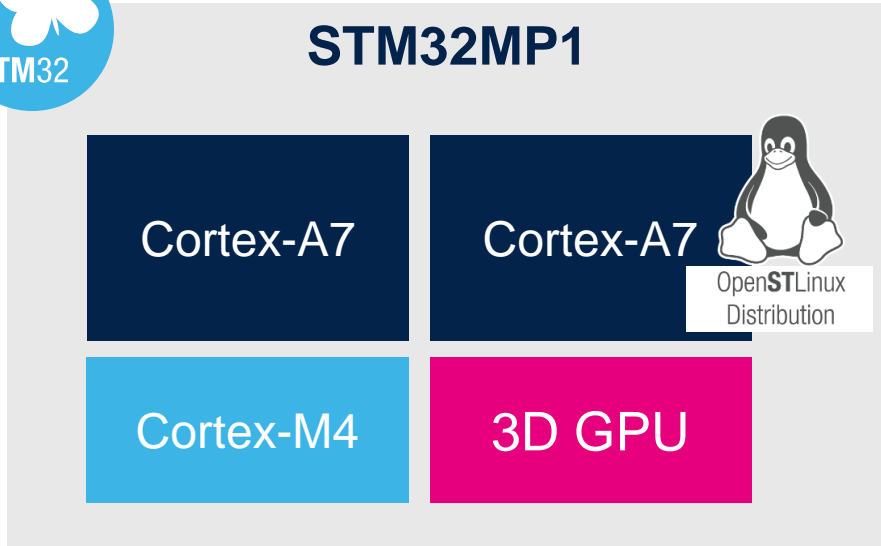 STM32MP1
TM32
Cortex-A7
Cortex-A7
OpenSTLinux
Distribution
Cortex-M4
3D GPU